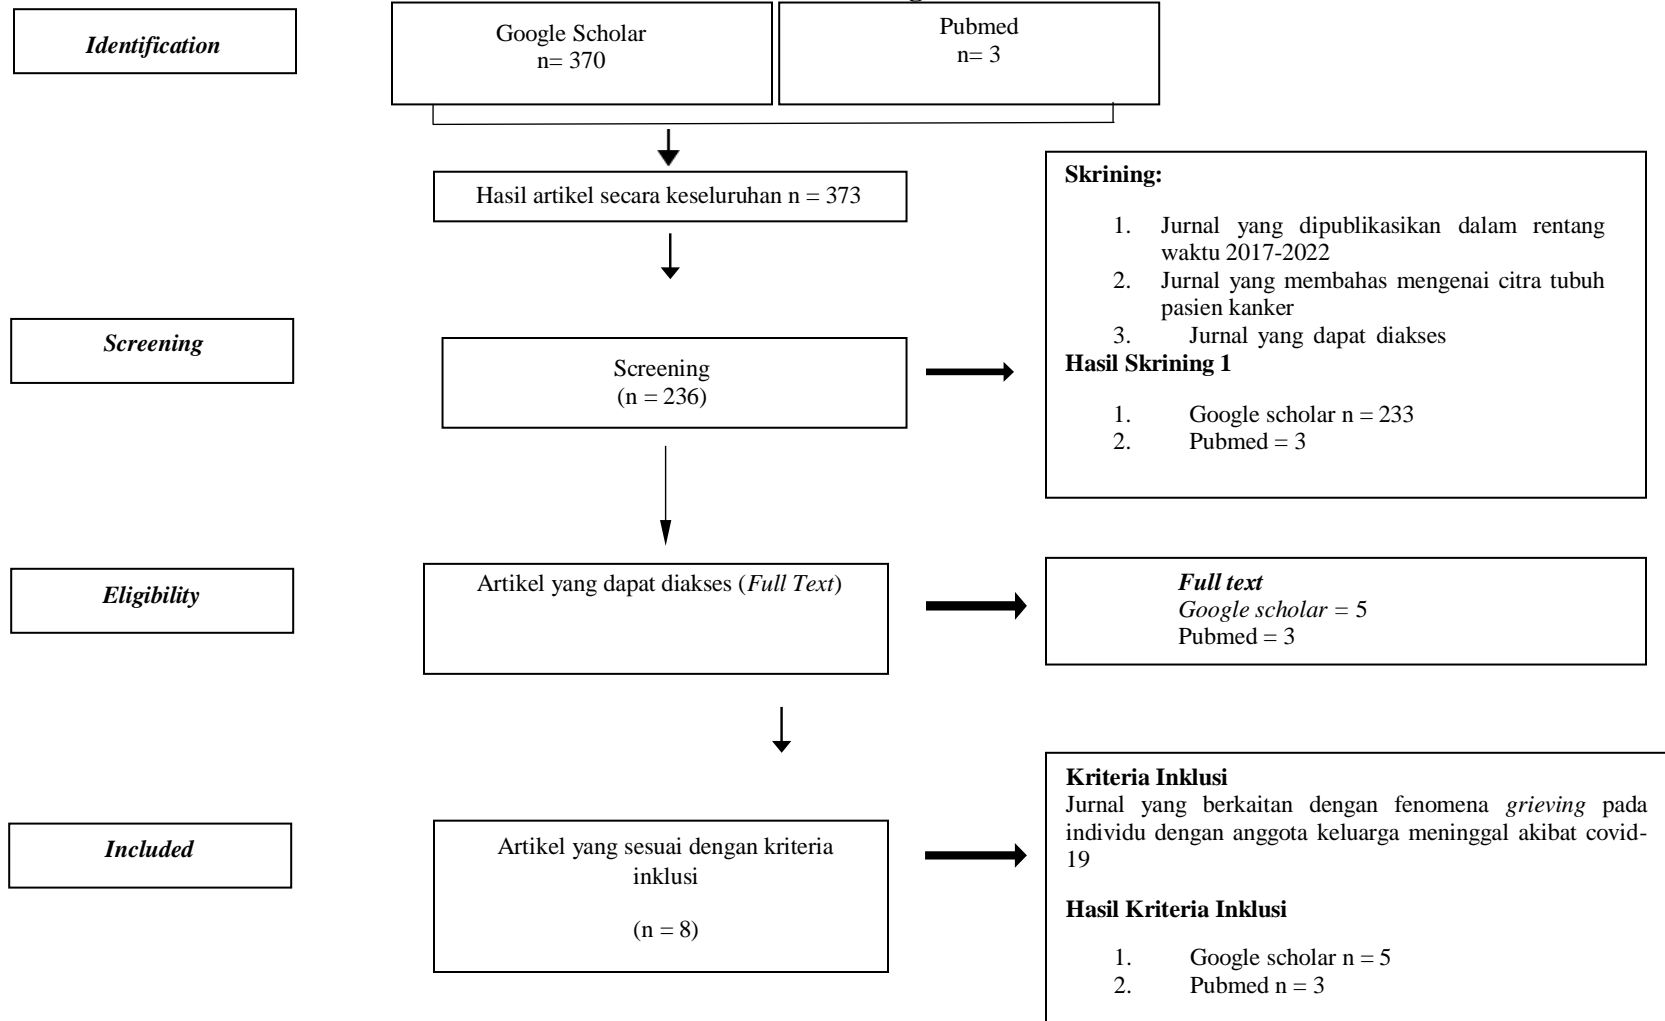 Identification
Google Scholar
n= 370
Pubmed
n= 3
Hasil artikel secara keseluruhan n = 373
Skrining:
1. Jurnal yang dipublikasikan dalam rentang
waktu 2017-2022
2. Jurnal yang membahas mengenai citra tubuh
pasien kanker
3. Jurnal yang dapat diakses
Hasil Skrining 1
1. Google scholar n = 233
2. Pubmed = 3
Screening
Screening
(n = 236)
Eligibility
Artikel yang dapat diakses (Full Text)
Full text
Google scholar = 5
Pubmed = 3
Included
Artikel yang sesuai dengan kriteria
inklusi
(n = 8)
Kriteria Inklusi
Jurnal yang berkaitan dengan fenomena grieving pada
individu dengan anggota keluarga meninggal akibat covid-
19
Hasil Kriteria Inklusi
1. Google scholar n = 5
2. Pubmed n = 3